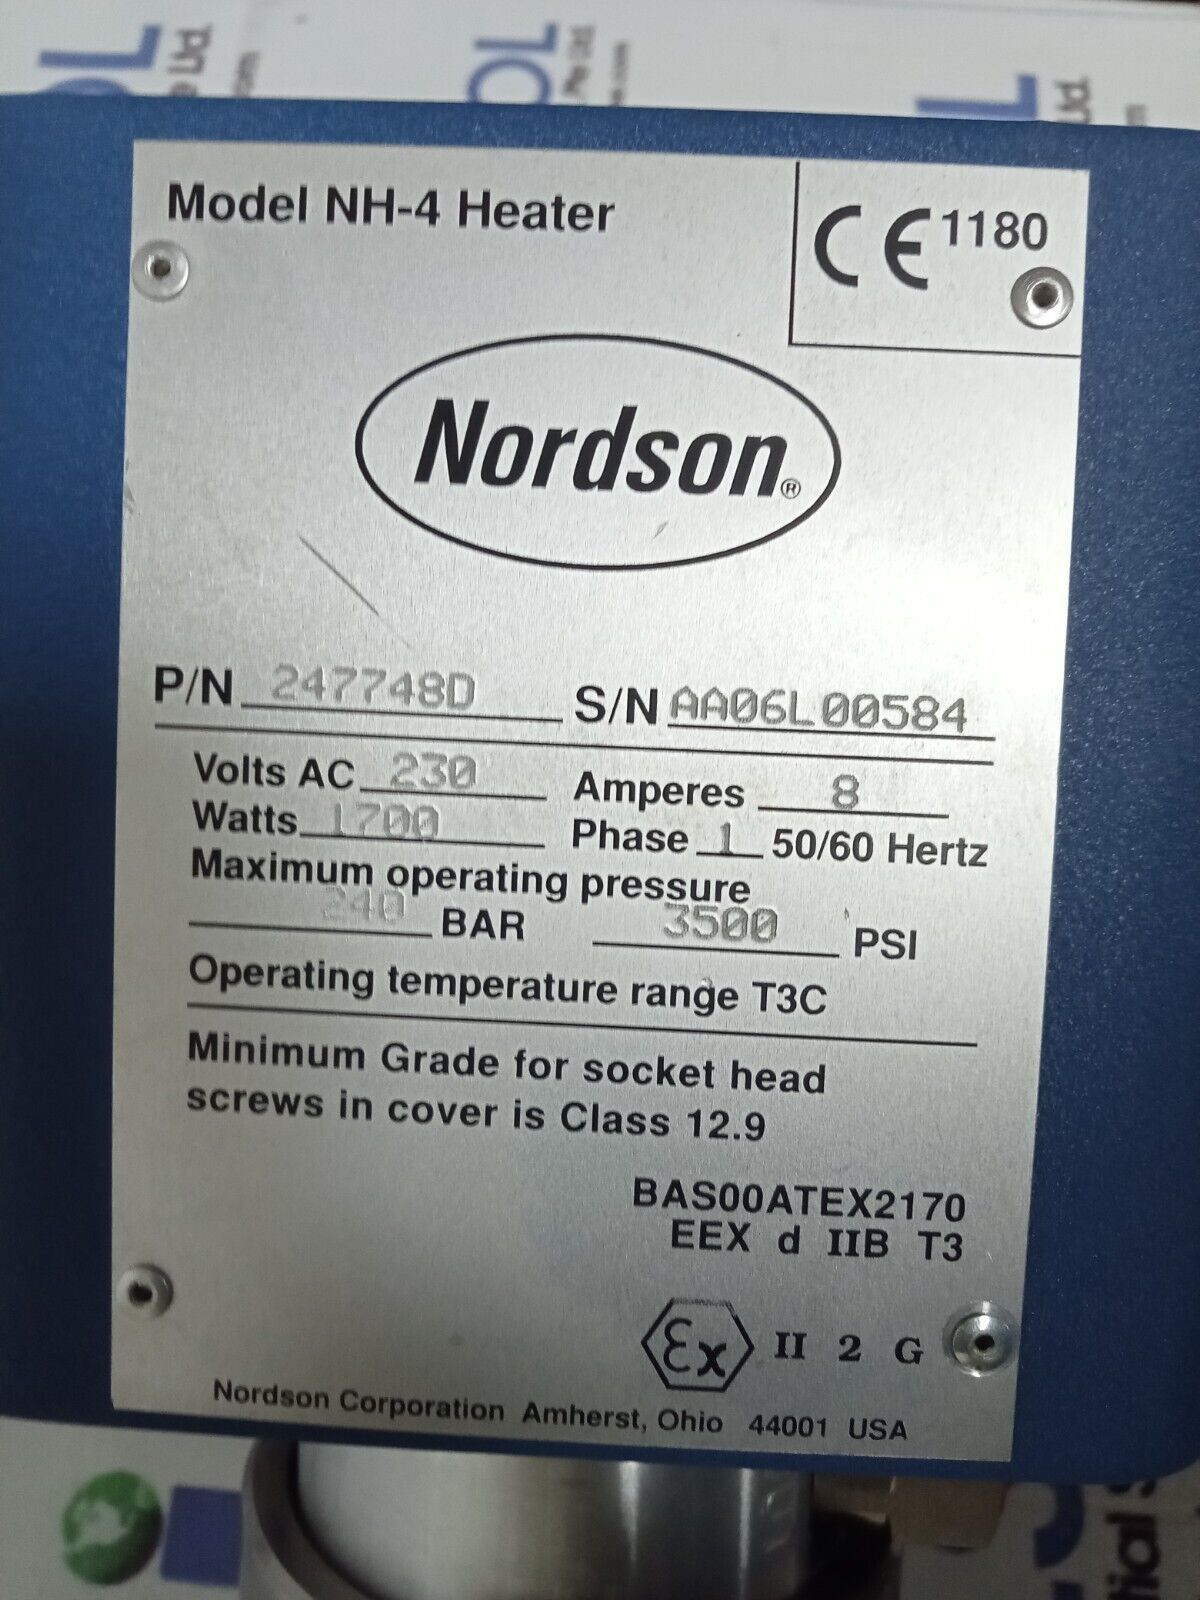 Model NH-4 Heater
CE 1180
Nordson®
P/N 247748D S/N AA06L00584
Volts AC 230 Amperes 8
Watts 1700 Phase 1 50/60 Hertz
Maximum operating pressure
240 BAR 3500 PSI
Operating temperature range T3C
Minimum Grade for socket head
screws in cover is Class 12.9
BAS00ATEX2170
EEX d IIB T3
Ex II 2 G
Nordson Corporation Amherst, Ohio 44001 USA